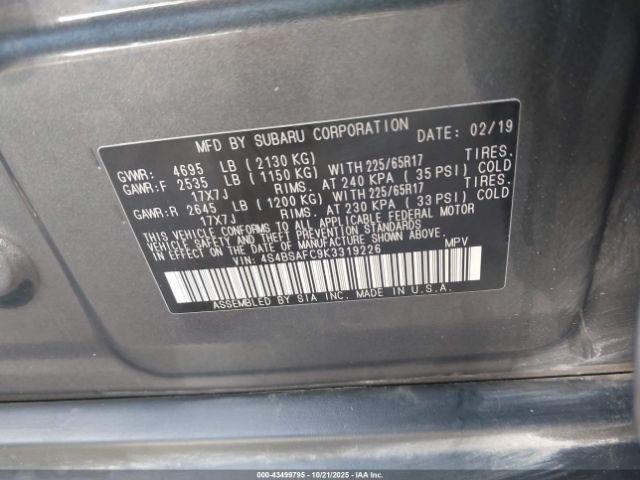 MFD BY SUBARU CORPORATION DATE: 02/19
GVWR: 4695 LB (2130 KG)
GAWR:F 2535 LB (1150 KG) WITH 225/65R17 TIRES.
17X7J RIMS. AT 240 KPA (35 PSI) COLD
GAWR:R 2645 LB (1200 KG) WITH 225/65R17 TIRES.
17X7J RIMS. AT 230 KPA (33 PSI) COLD
THIS VEHICLE CONFORMS TO ALL APPLICABLE FEDERAL MOTOR
VEHICLE SAFETY AND THEFT PREVENTION STANDARDS
IN EFFECT ON THE DATE OF MANUFACTURE SHOWN ABOVE.
VIN: 4S4BSAFC9K3319226 MPV
ASSEMBLED BY SIA INC. MADE IN U.S.A.
000-43499795 - 10/21/2025 - COPYRIGHT IAA, INC.